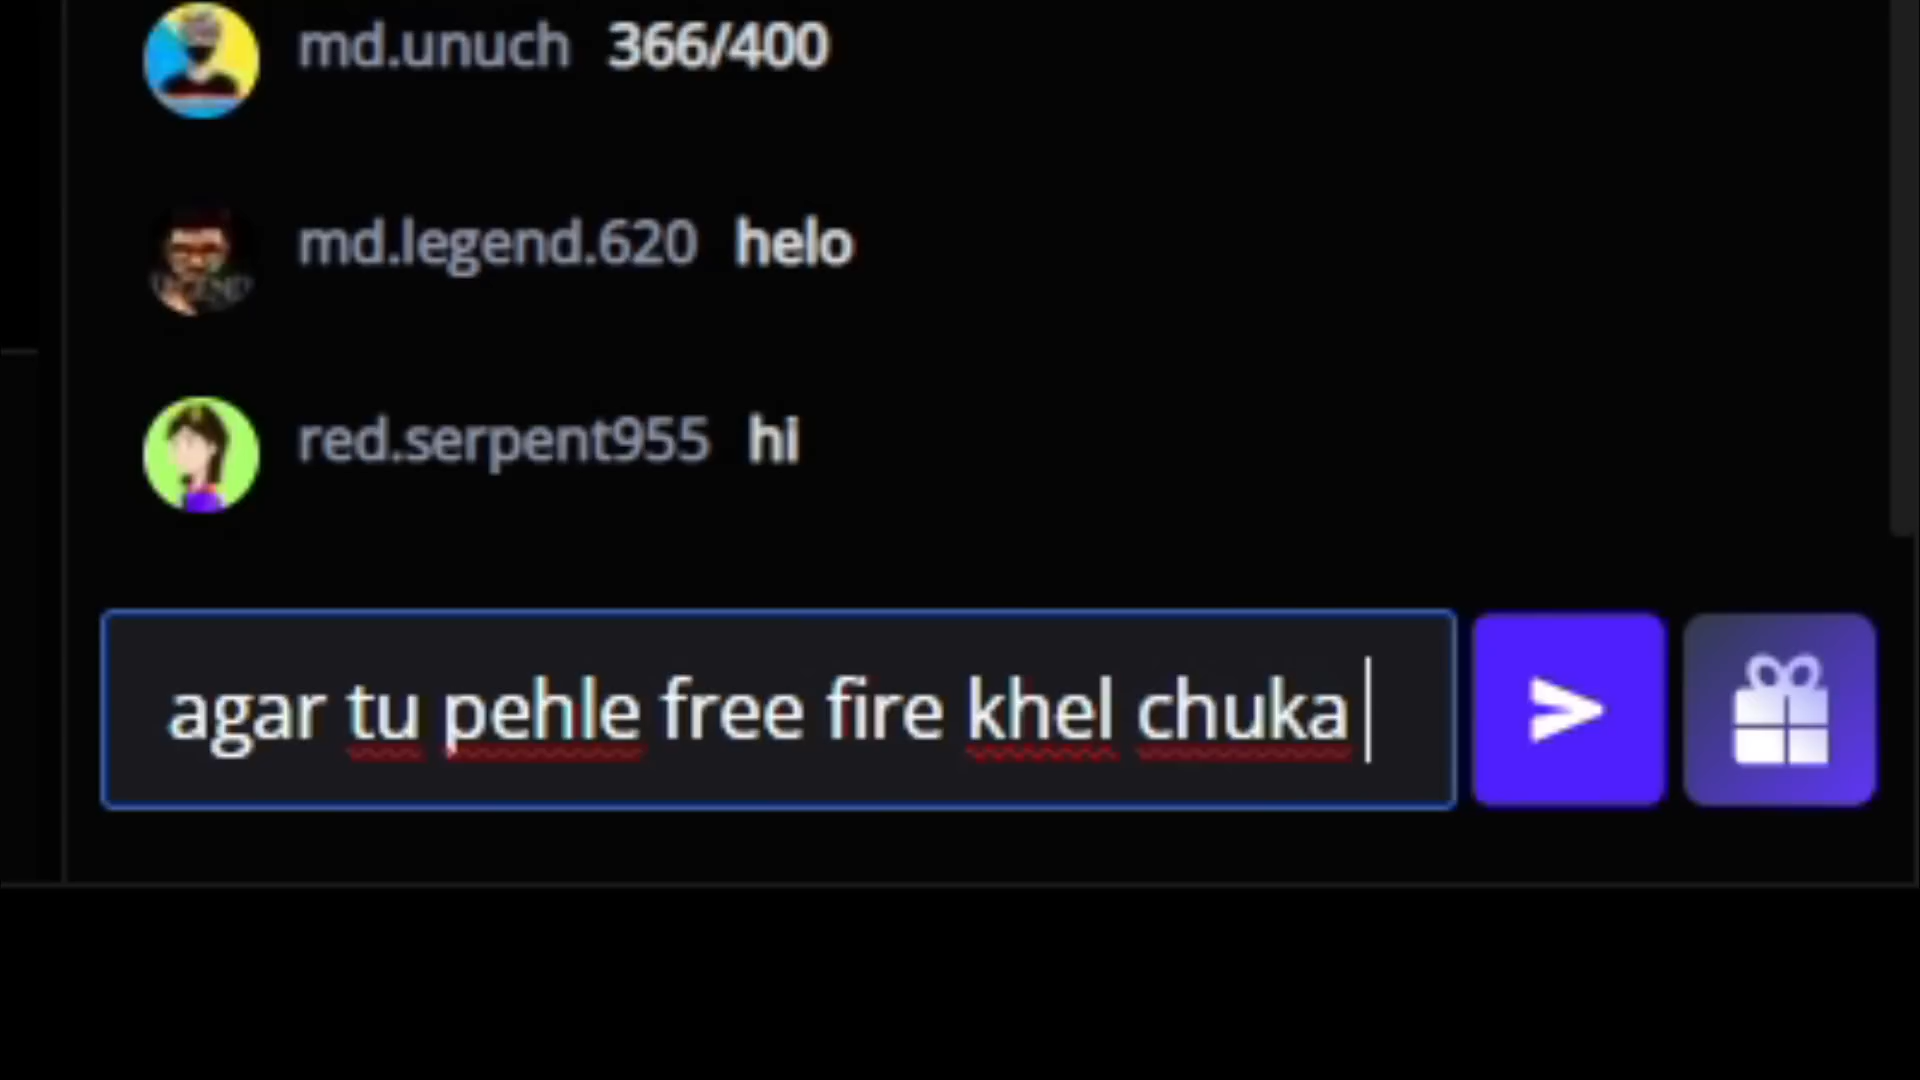 md.unuch 366/400
md.legend.620 helo
red.serpent955 hi
agar tu pehle free fire khel chuka